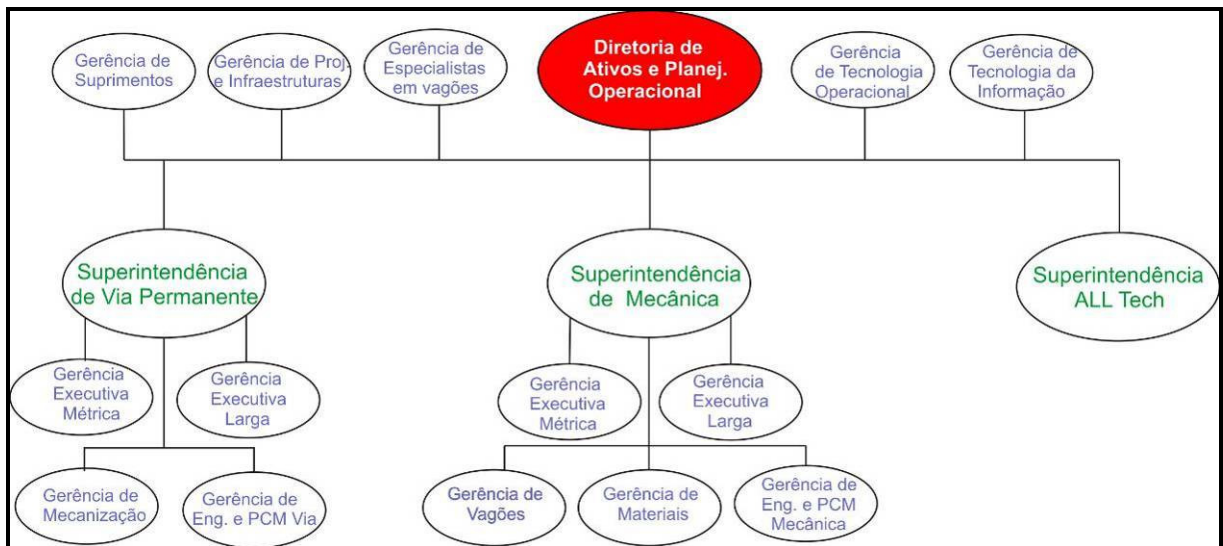 Gerência de
Suprimentos
Gerência de Proj.
e Infraestruturas
Gerência de
Especialistas
em vagões
Diretoria de
Ativos e Planej.
Operacional
Gerência
de Tecnologia
Operacional
Gerência de
Tecnologia da
Informação
Superintendência
de Via Permanente
Superintendência
de Mecânica
Superintendência
ALL Tech
Gerência
Executiva
Métrica
Gerência
Executiva
Larga
Gerência
Executiva
Métrica
Gerência
Executiva
Larga
Gerência de
Mecanização
Gerência de
Eng. e PCM Via
Gerência de
Vagões
Gerência de
Materiais
Gerência de
Eng. e PCM
Mecânica